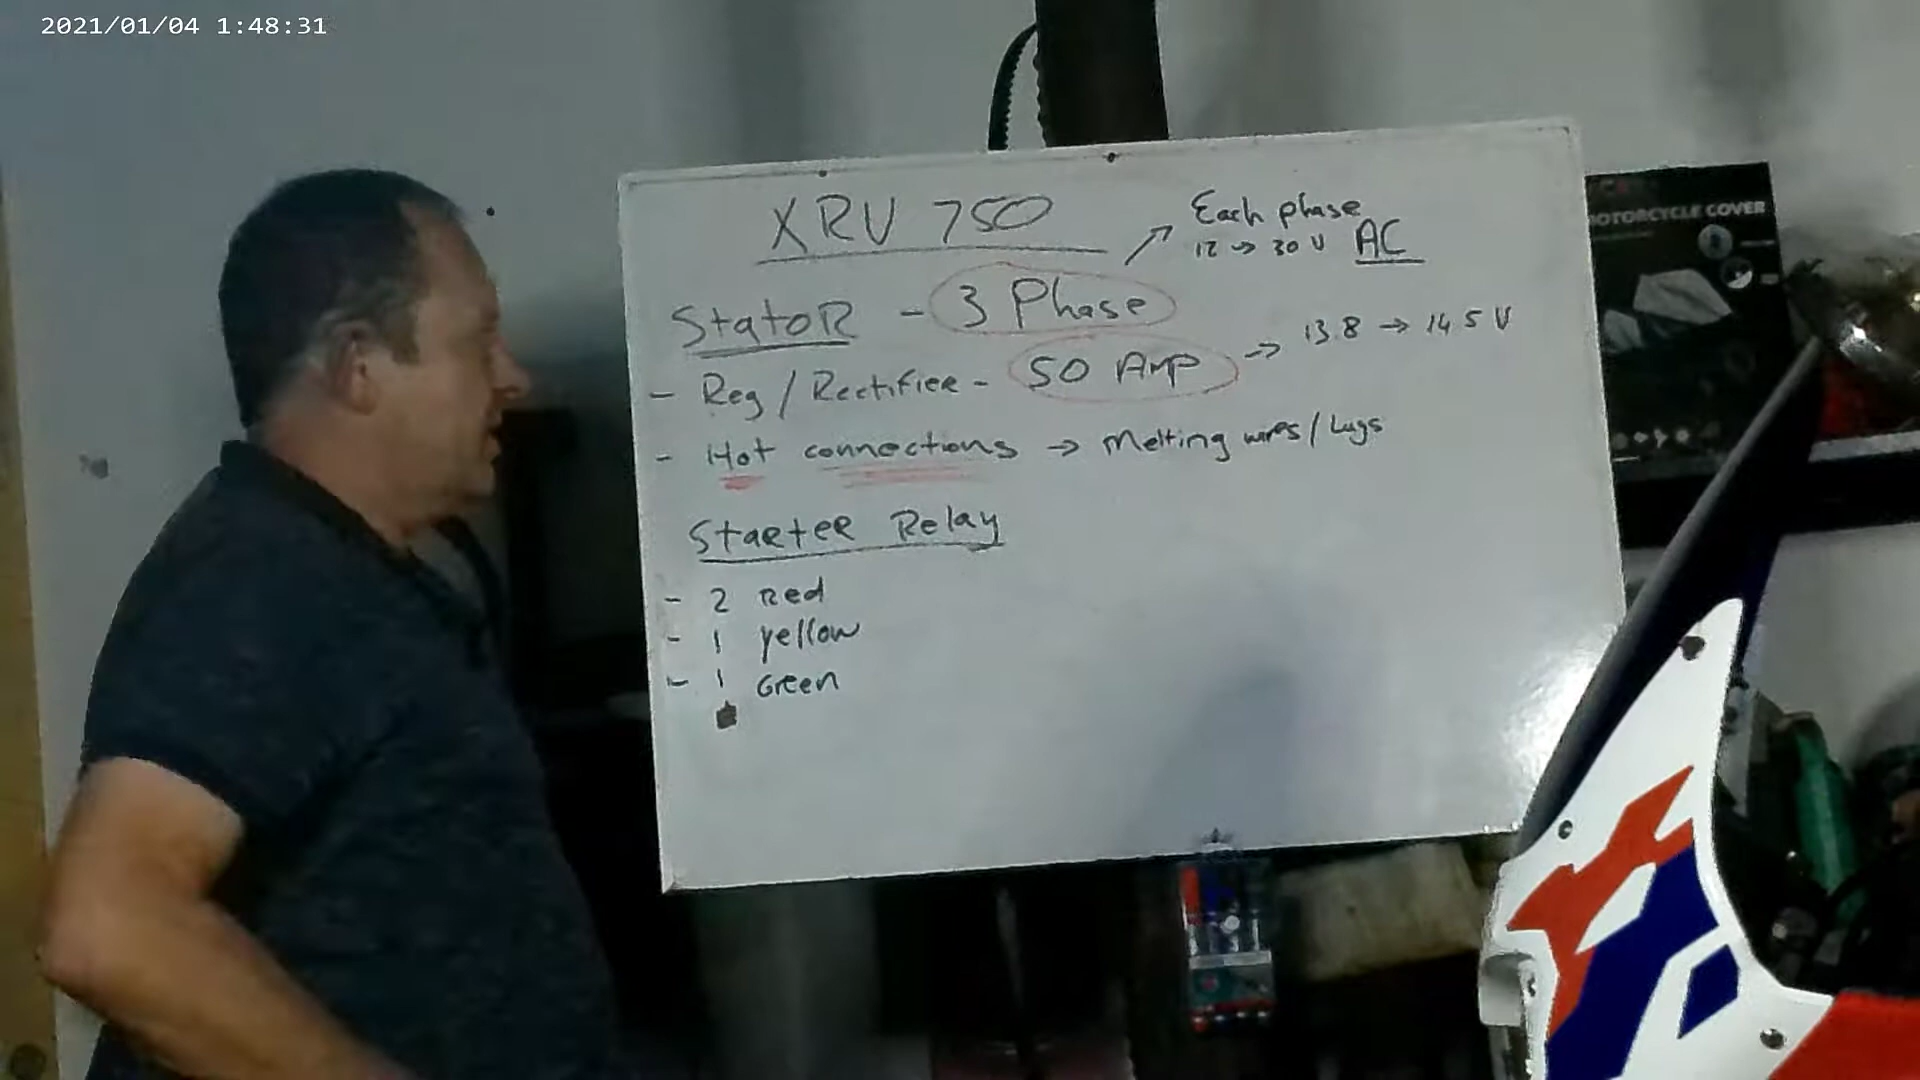 2021/01/04 1:48:31
XRV 750
Each phase
12 → 30 V AC
StatoR - 3 Phase
- Reg / Rectifier - 50 Amp → 13.8 → 14.5 V
- Hot connections → Melting wires / Lugs
Starter Relay
- 2 Red
- 1 yellow
- 1 Green
MOTORCYCLE COVER